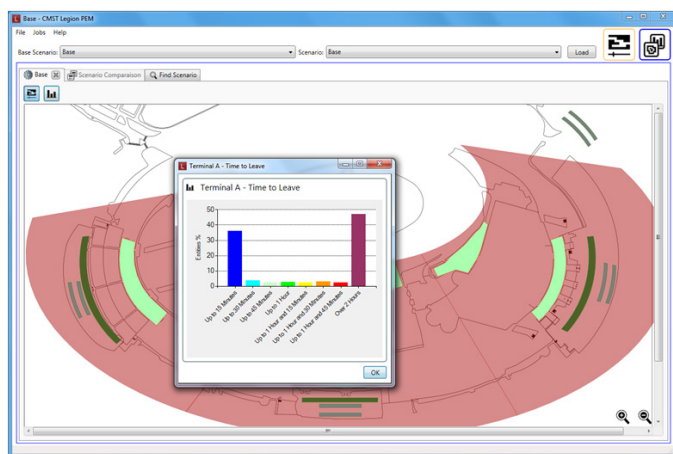 Base - CMST Legion PEM
File Jobs Help
Base Scenario: Base Scenario: Base Load
Base Scenario Comparaison Find Scenario
Terminal A - Time to Leave
Terminal A - Time to Leave
Entities %
50
40
30
20
10
0
Up to 15 Minutes
Up to 30 Minutes
Up to 45 Minutes
Up to 1 Hour
Up to 1 Hour and 15 Minutes
Up to 1 Hour and 30 Minutes
Up to 1 Hour and 45 Minutes
Over 2 Hours
OK